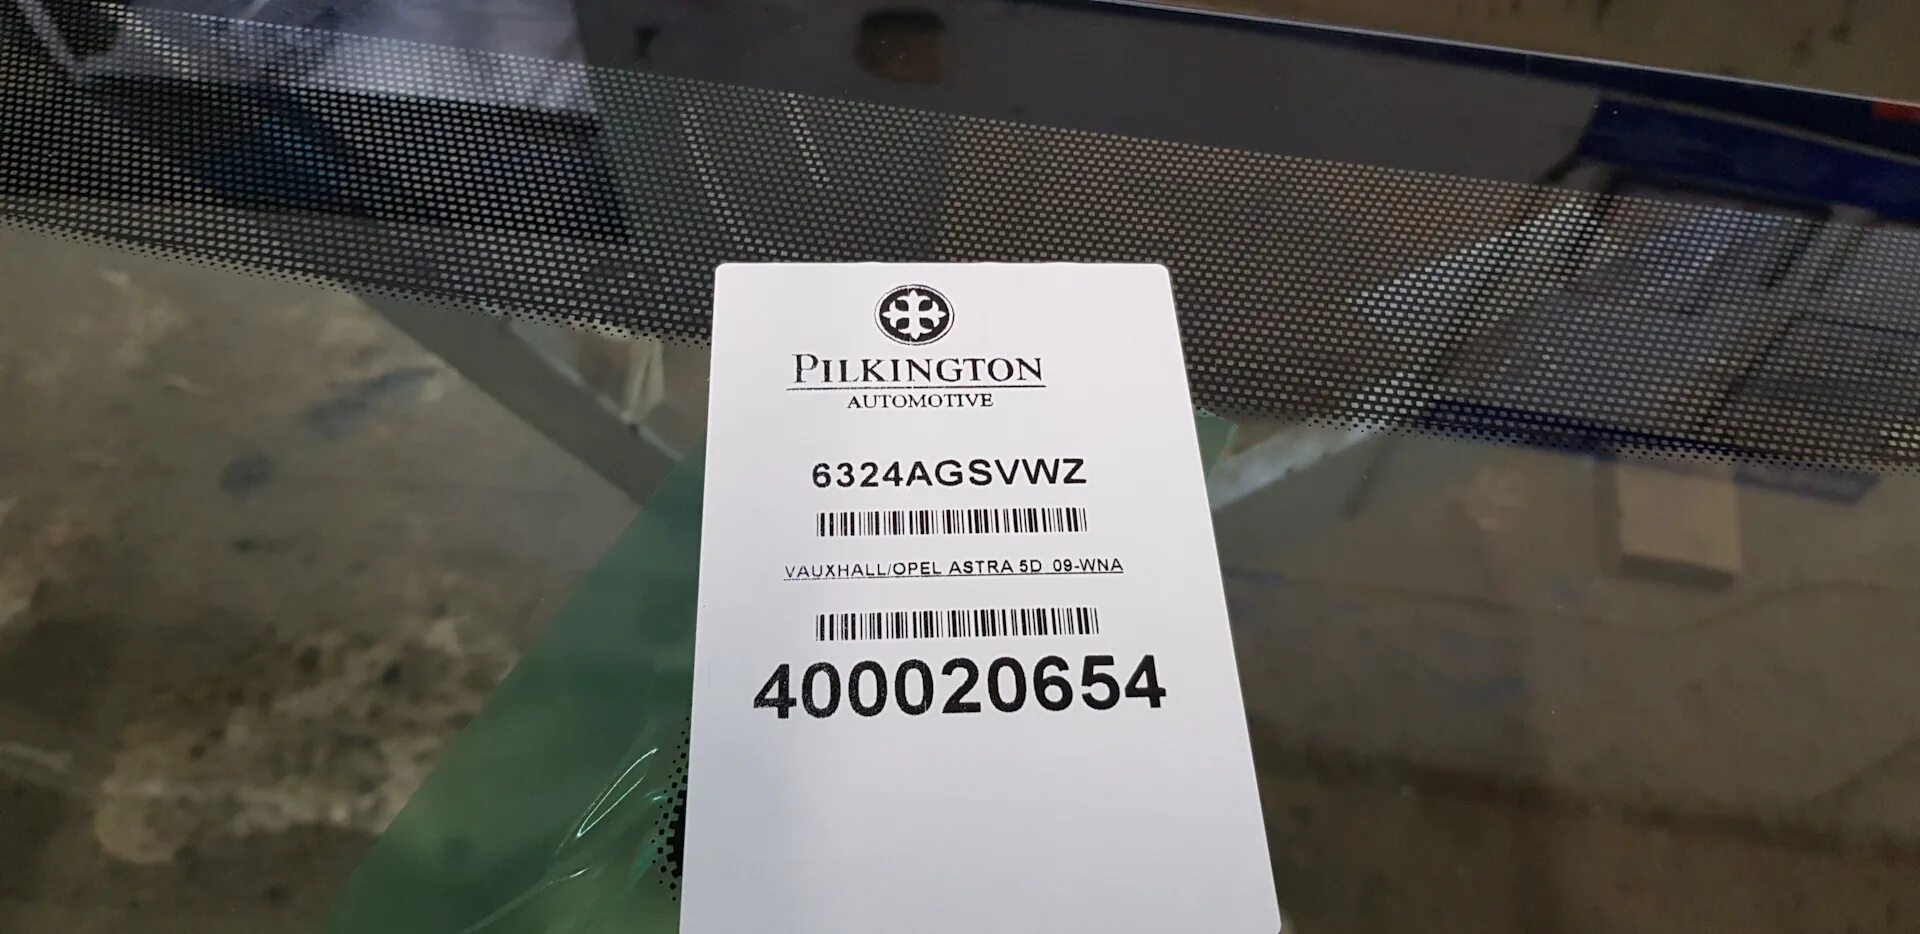 PILKINGTON
AUTOMOTIVE
6324AGSVWZ
VAUXHALL/OPEL ASTRA 5D 09-WNA
400020654